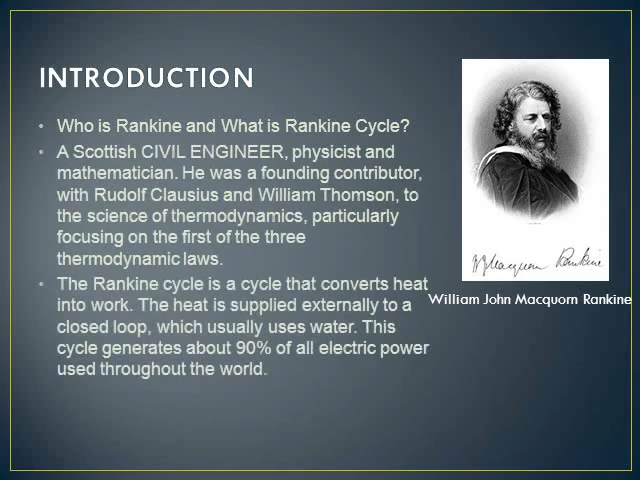 INTRODUCTION
• Who is Rankine and What is Rankine Cycle?
• A Scottish CIVIL ENGINEER, physicist and
mathematician. He was a founding contributor,
with Rudolf Clausius and William Thomson, to
the science of thermodynamics, particularly
focusing on the first of the three
thermodynamic laws.
• The Rankine cycle is a cycle that converts heat
into work. The heat is supplied externally to a
closed loop, which usually uses water. This
cycle generates about 90% of all electric power
used throughout the world.
WJMacquorn Rankine
William John Macquorn Rankine